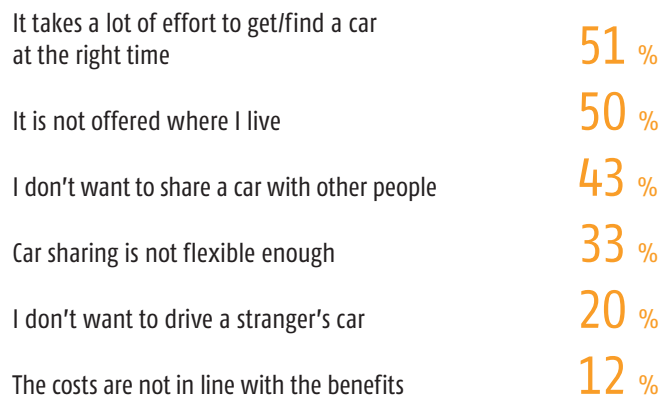 It takes a lot of effort to get/find a car
at the right time 51 %
It is not offered where I live 50 %
I don't want to share a car with other people 43 %
Car sharing is not flexible enough 33 %
I don't want to drive a stranger's car 20 %
The costs are not in line with the benefits 12 %